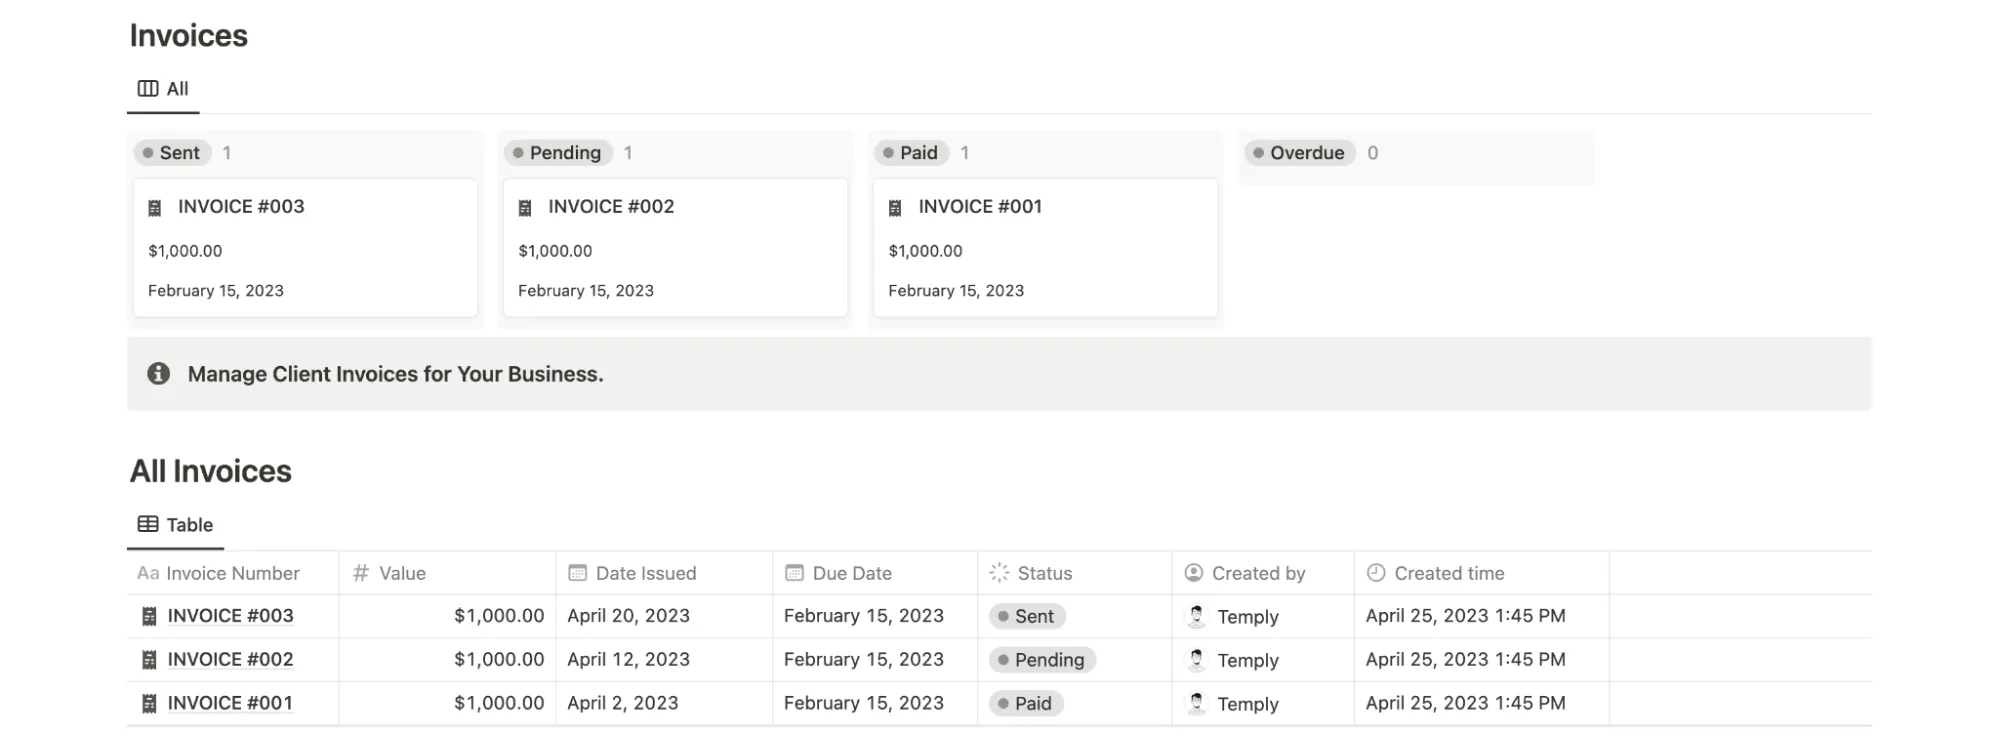 Invoices
All
Sent 1
INVOICE #003
$1,000.00
February 15, 2023
Pending 1
INVOICE #002
$1,000.00
February 15, 2023
Paid 1
INVOICE #001
$1,000.00
February 15, 2023
Overdue 0
Manage Client Invoices for Your Business.
All Invoices
Table
Aa Invoice Number # Value Date Issued Due Date Status Created by Created time
INVOICE #003 $1,000.00 April 20, 2023 February 15, 2023 Sent Temply April 25, 2023 1:45 PM
INVOICE #002 $1,000.00 April 12, 2023 February 15, 2023 Pending Temply April 25, 2023 1:45 PM
INVOICE #001 $1,000.00 April 2, 2023 February 15, 2023 Paid Temply April 25, 2023 1:45 PM